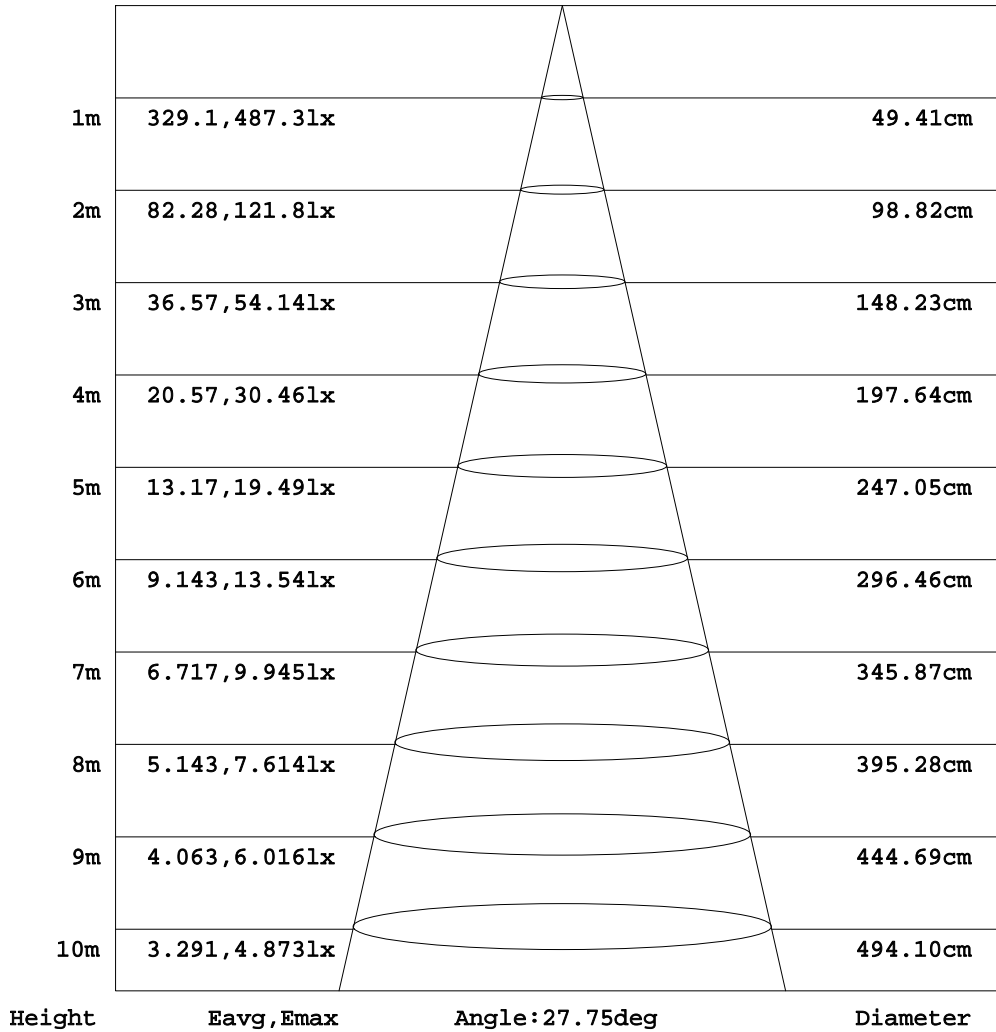 1m 329.1,487.3lx 49.41cm
2m 82.28,121.8lx 98.82cm
3m 36.57,54.14lx 148.23cm
4m 20.57,30.46lx 197.64cm
5m 13.17,19.49lx 247.05cm
6m 9.143,13.54lx 296.46cm
7m 6.717,9.945lx 345.87cm
8m 5.143,7.614lx 395.28cm
9m 4.063,6.016lx 444.69cm
10m 3.291,4.873lx 494.10cm
Height Eavg,Emax Angle:27.75deg Diameter